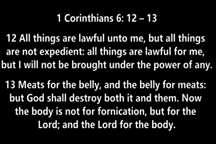 1 Corinthians 6: 12 – 13
12 All things are lawful unto me, but all things
are not expedient: all things are lawful for me,
but I will not be brought under the power of any.
13 Meats for the belly, and the belly for meats:
but God shall destroy both it and them. Now
the body is not for fornication, but for the
Lord; and the Lord for the body.